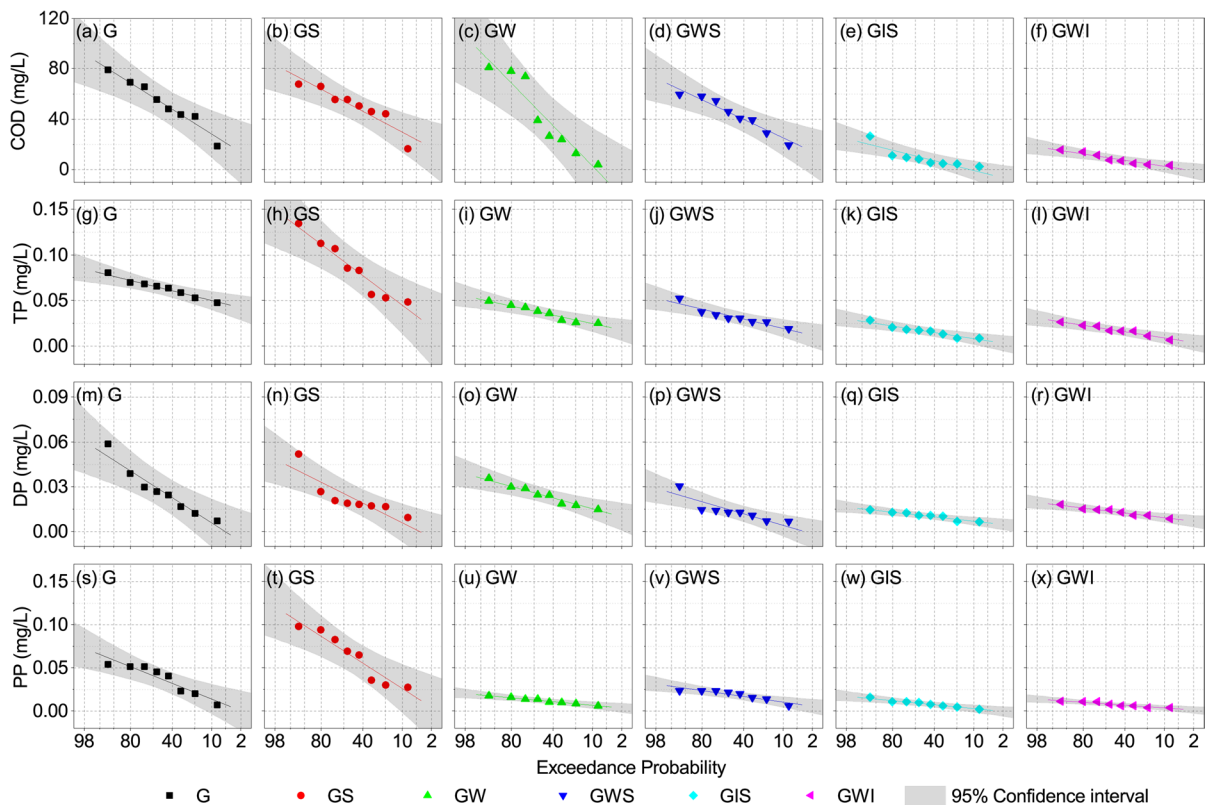 120
80
40
0
COD (mg/L)
(a) G
(b) GS
(c) GW
(d) GWS
(e) GIS
(f) GWI
0.15
0.10
0.05
0.00
TP (mg/L)
(g) G
(h) GS
(i) GW
(j) GWS
(k) GIS
(l) GWI
0.09
0.06
0.03
0.00
DP (mg/L)
(m) G
(n) GS
(o) GW
(p) GWS
(q) GIS
(r) GWI
0.15
0.10
0.05
0.00
PP (mg/L)
(s) G
(t) GS
(u) GW
(v) GWS
(w) GIS
(x) GWI
98 80 40 10 2 98 80 40 10 2 98 80 40 10 2 98 80 40 10 2 98 80 40 10 2 98 80 40 10 2
Exceedance Probability
G GS GW GWS GIS GWI 95% Confidence interval